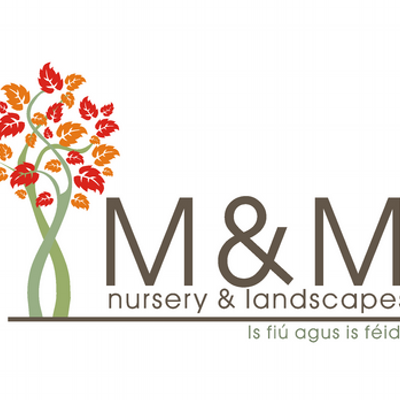 M & M
nursery & landscapes
Is fiú agus is féid